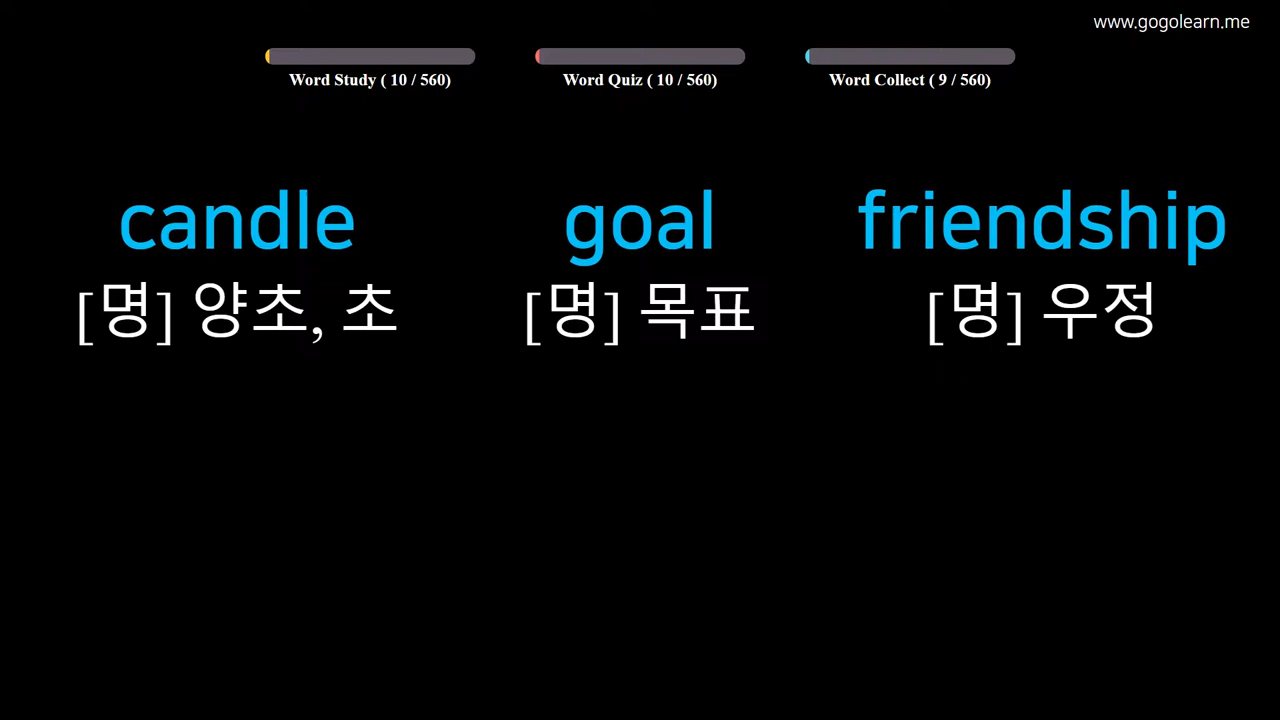 www.gogolearn.me
Word Study ( 10 / 560)
Word Quiz ( 10 / 560)
Word Collect ( 9 / 560)
candle
[명] 양초, 초
goal
[명] 목표
friendship
[명] 우정